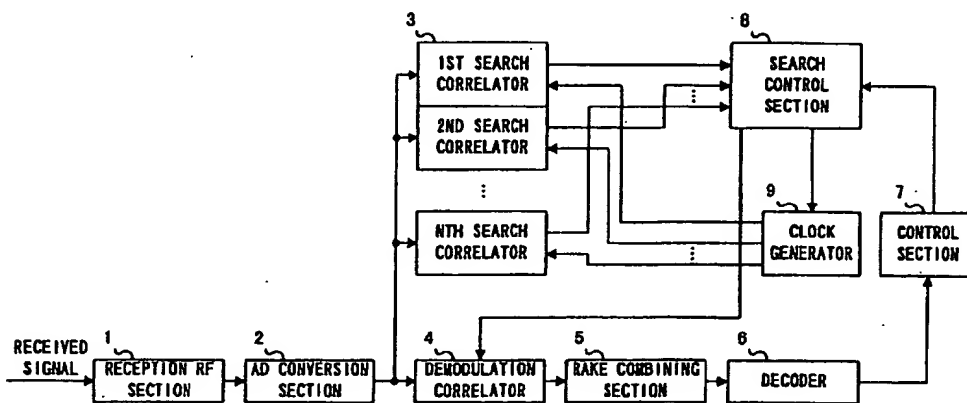 3
1ST SEARCH
CORRELATOR
2ND SEARCH
CORRELATOR
⋮
NTH SEARCH
CORRELATOR
8
SEARCH
CONTROL
SECTION
⋮
9
CLOCK
GENERATOR
⋮
7
CONTROL
SECTION
RECEIVED
SIGNAL
1
RECEPTION RF
SECTION
2
AD CONVERSION
SECTION
4
DEMODULATION
CORRELATOR
5
RAKE COMBINING
SECTION
6
DECODER